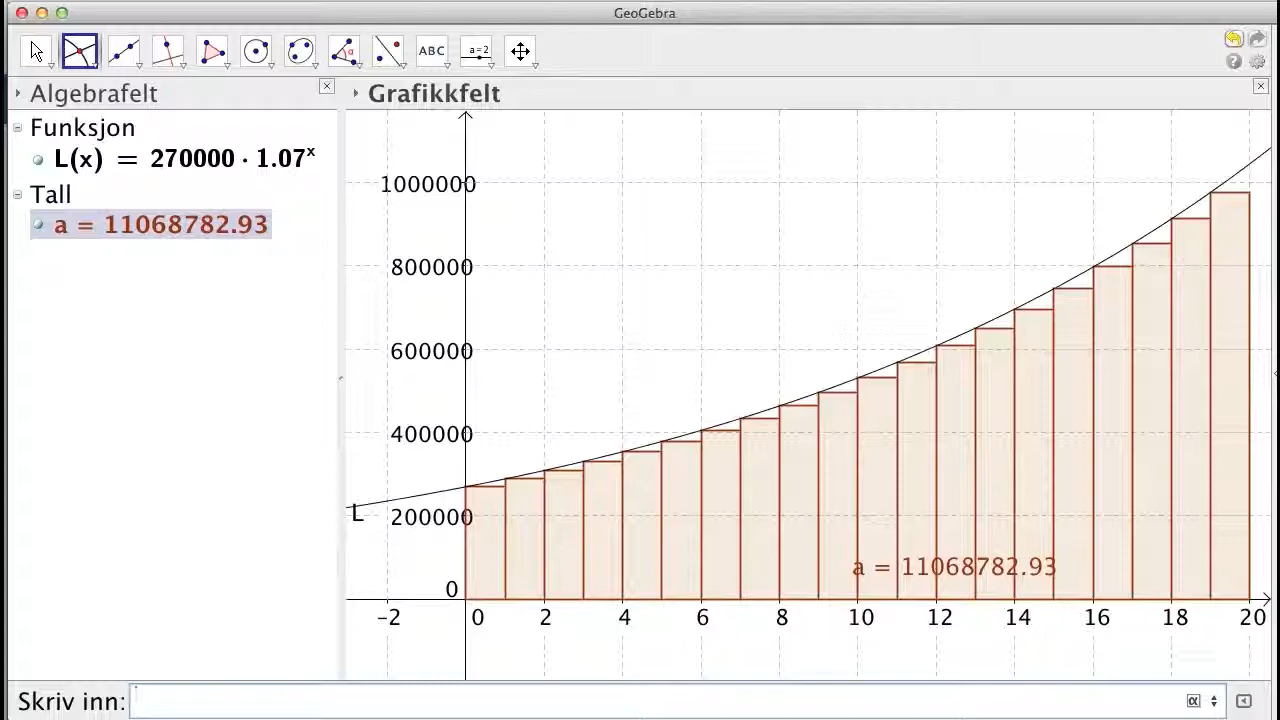 GeoGebra
ABC
a=2
α
Algebrafelt
Grafikkfelt
Funksjon
L(x) = 270000 · 1.07^x
Tall
a = 11068782.93
1000000
800000
600000
400000
L 200000
a = 11068782.93
0
-2 0 2 4 6 8 10 12 14 16 18 20
Skriv inn:
α